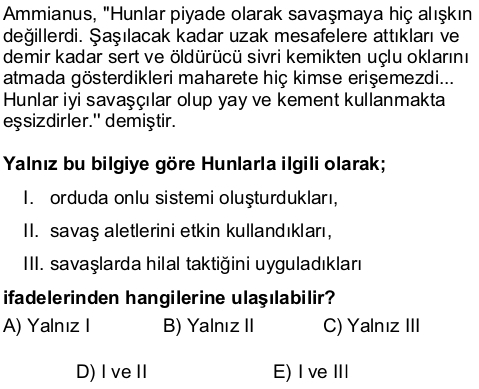 Ammianus, "Hunlar piyade olarak savaşmaya hiç alışkın
değillerdi. Şaşılacak kadar uzak mesafelere attıkları ve
demir kadar sert ve öldürücü sivri kemikten uçlu oklarını
atmada gösterdikleri maharete hiç kimse erişemezdi...
Hunlar iyi savaşçılar olup yay ve kement kullanmakta
eşsizdirler." demiştir.
Yalnız bu bilgiye göre Hunlarla ilgili olarak;
I. orduda onlu sistemi oluşturdukları,
II. savaş aletlerini etkin kullandıkları,
III. savaşlarda hilal taktiğini uyguladıkları
ifadelerinden hangilerine ulaşılabilir?
A) Yalnız I B) Yalnız II C) Yalnız III
D) I ve II E) I ve III